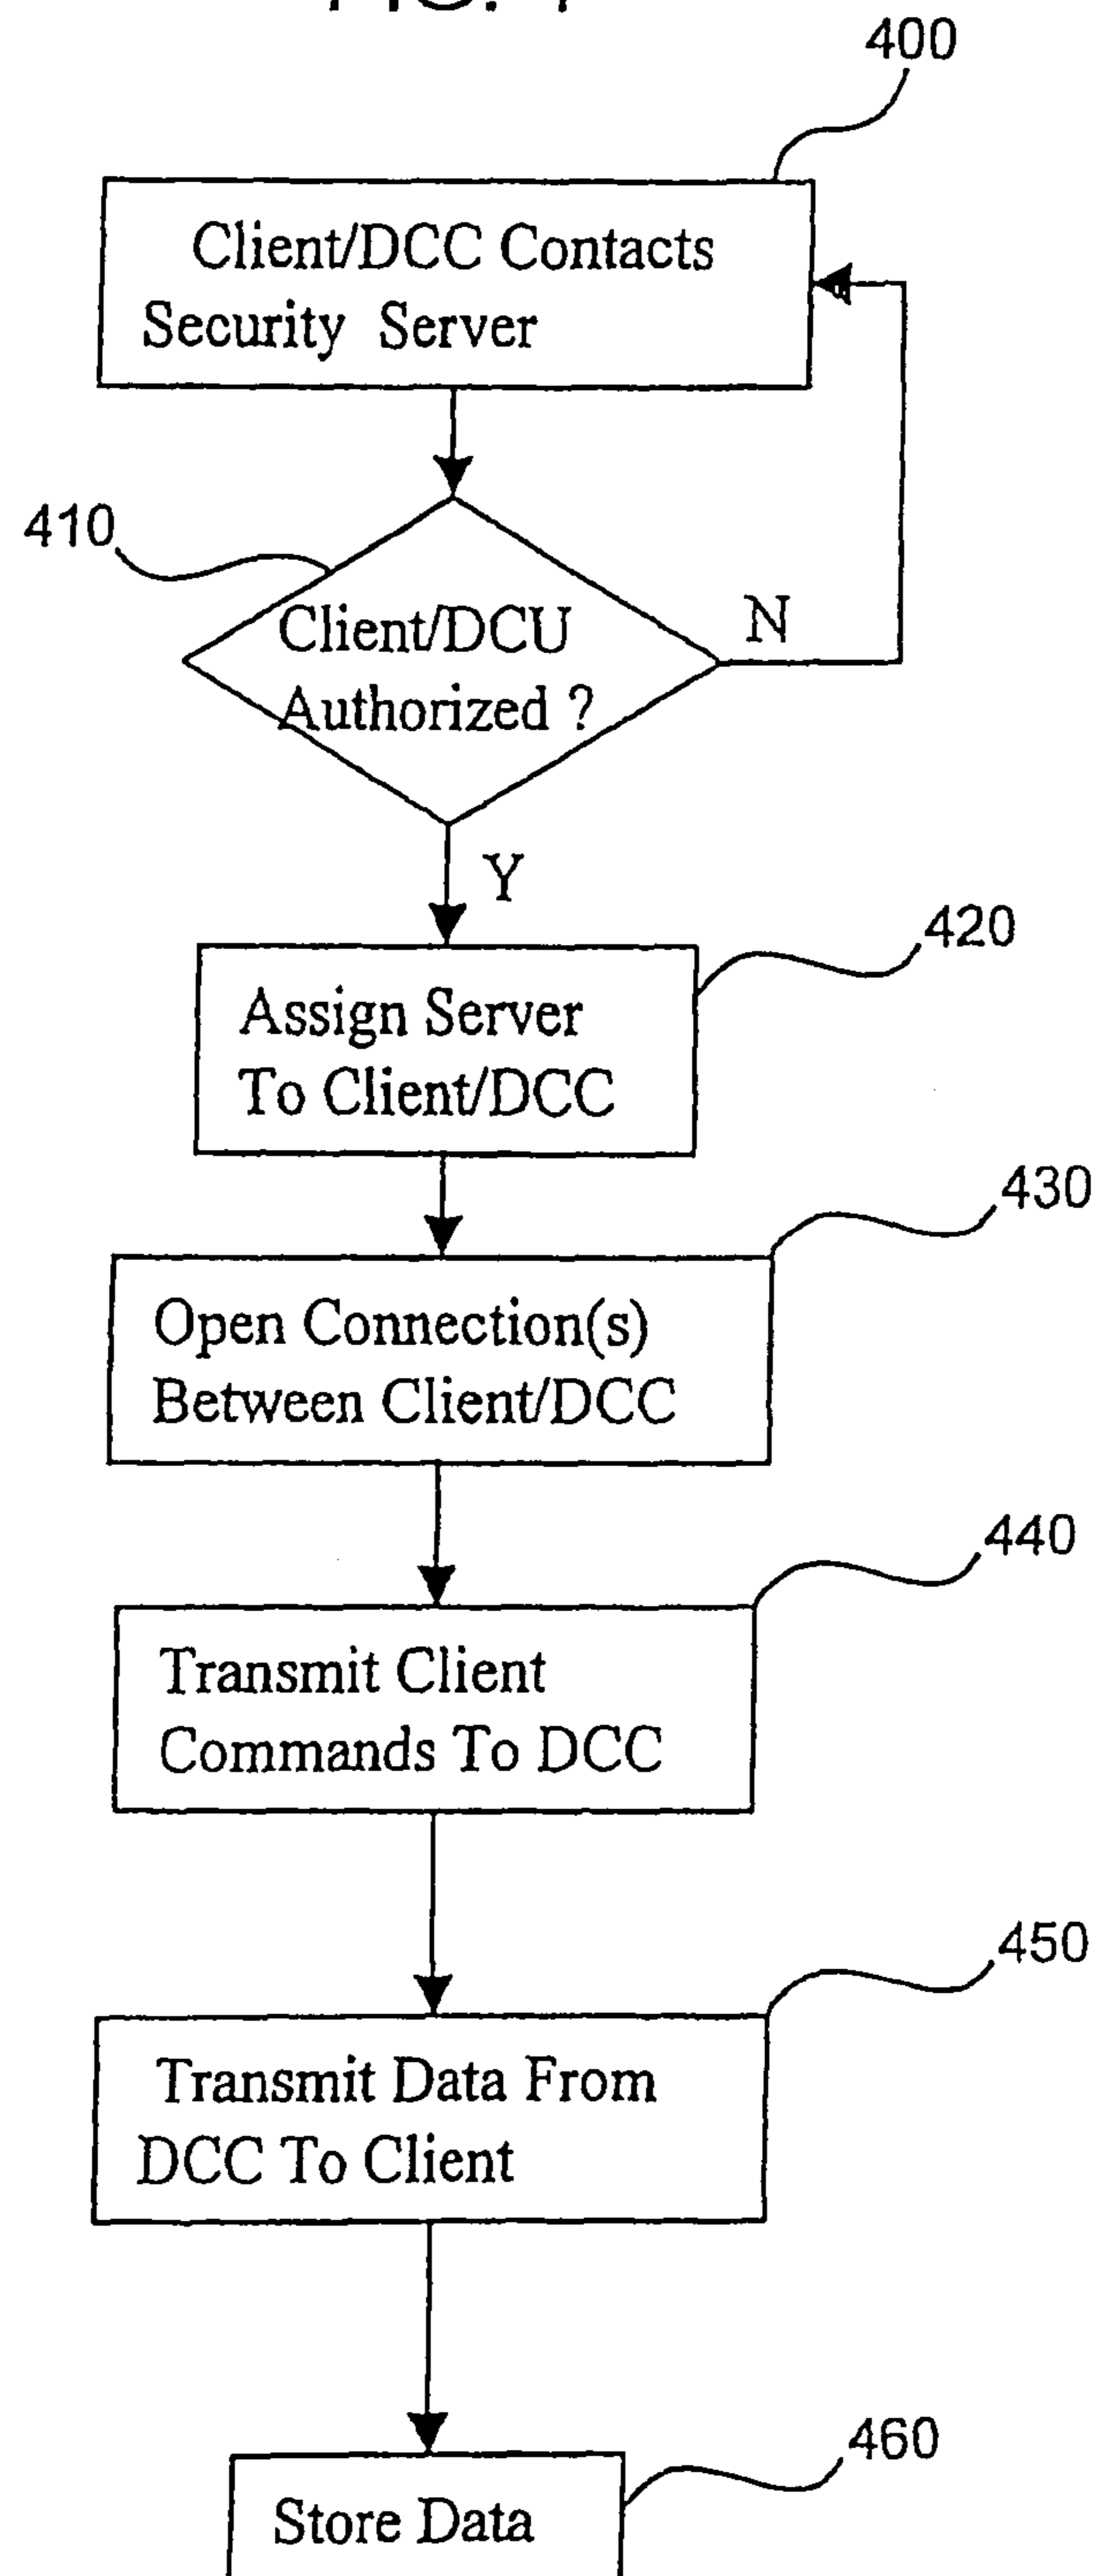 FIG. 4
400
Client/DCC Contacts
Security Server
410
Client/DCU
Authorized ?
N
Y
420
Assign Server
To Client/DCC
430
Open Connection(s)
Between Client/DCC
440
Transmit Client
Commands To DCC
450
Transmit Data From
DCC To Client
460
Store Data